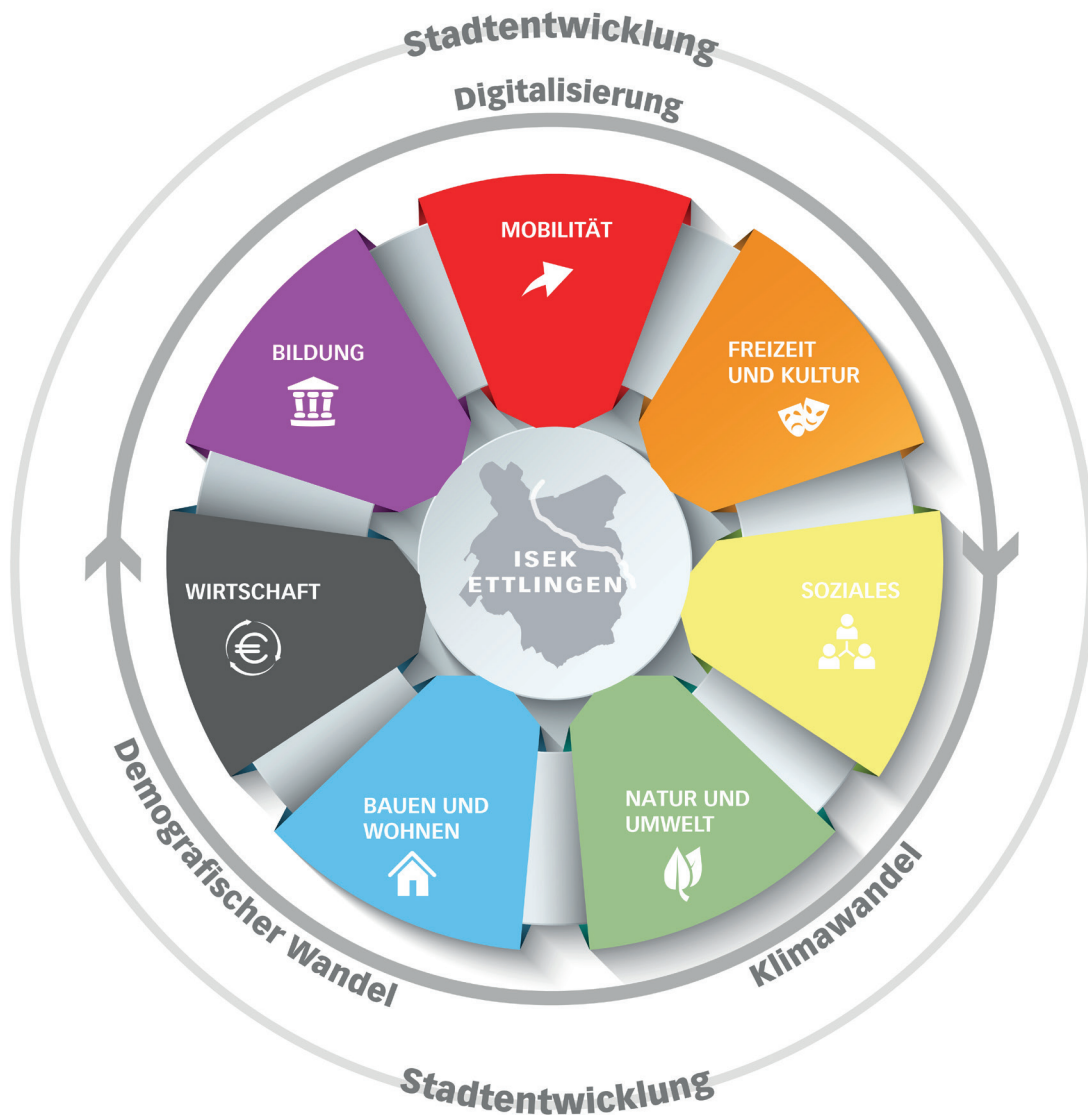 Stadtentwicklung
Digitalisierung
MOBILITÄT
FREIZEIT
UND KULTUR
BILDUNG
ISEK
ETTLINGEN
SOZIALES
WIRTSCHAFT
€
NATUR UND
UMWELT
BAUEN UND
WOHNEN
Klimawandel
Demografischer Wandel
Stadtentwicklung